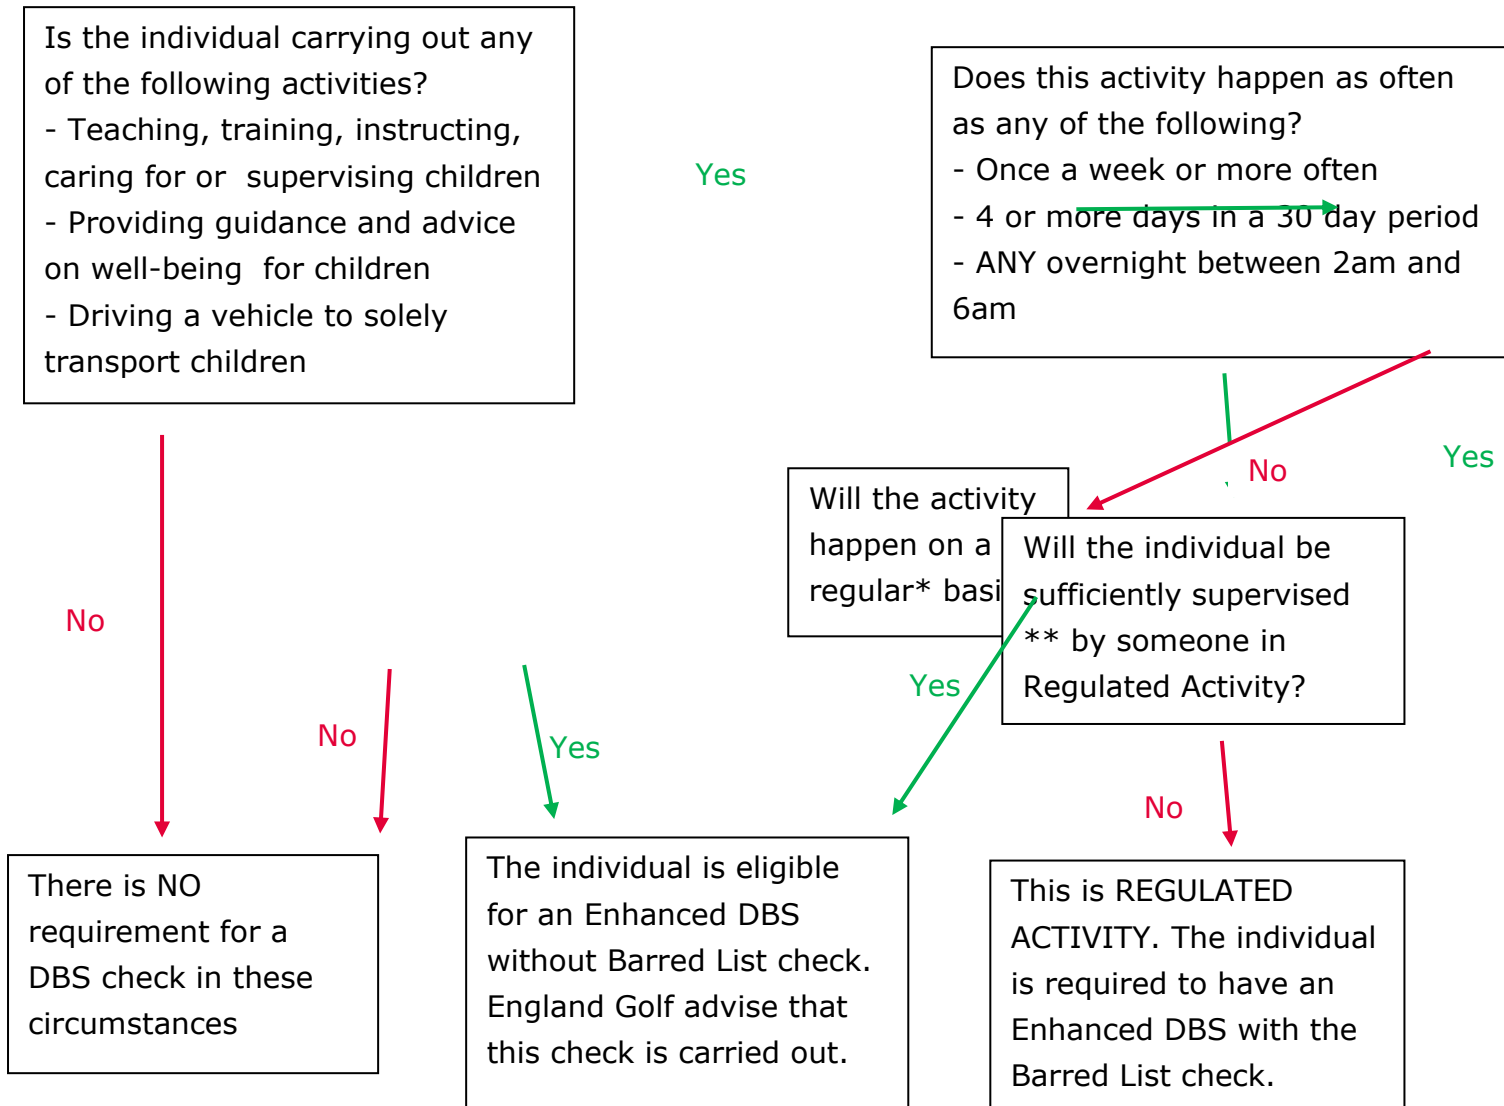 Is the individual carrying out any
of the following activities?
- Teaching, training, instructing,
caring for or supervising children
- Providing guidance and advice
on well-being for children
- Driving a vehicle to solely
transport children
Yes
Does this activity happen as often
as any of the following?
- Once a week or more often
- 4 or more days in a 30 day period
- ANY overnight between 2am and
6am
No
Yes
Will the activity
happen on a
regular* basi
Will the individual be
sufficiently supervised
** by someone in
Regulated Activity?
No
No
Yes
Yes
No
There is NO
requirement for a
DBS check in these
circumstances
The individual is eligible
for an Enhanced DBS
without Barred List check.
England Golf advise that
this check is carried out.
This is REGULATED
ACTIVITY. The individual
is required to have an
Enhanced DBS with the
Barred List check.